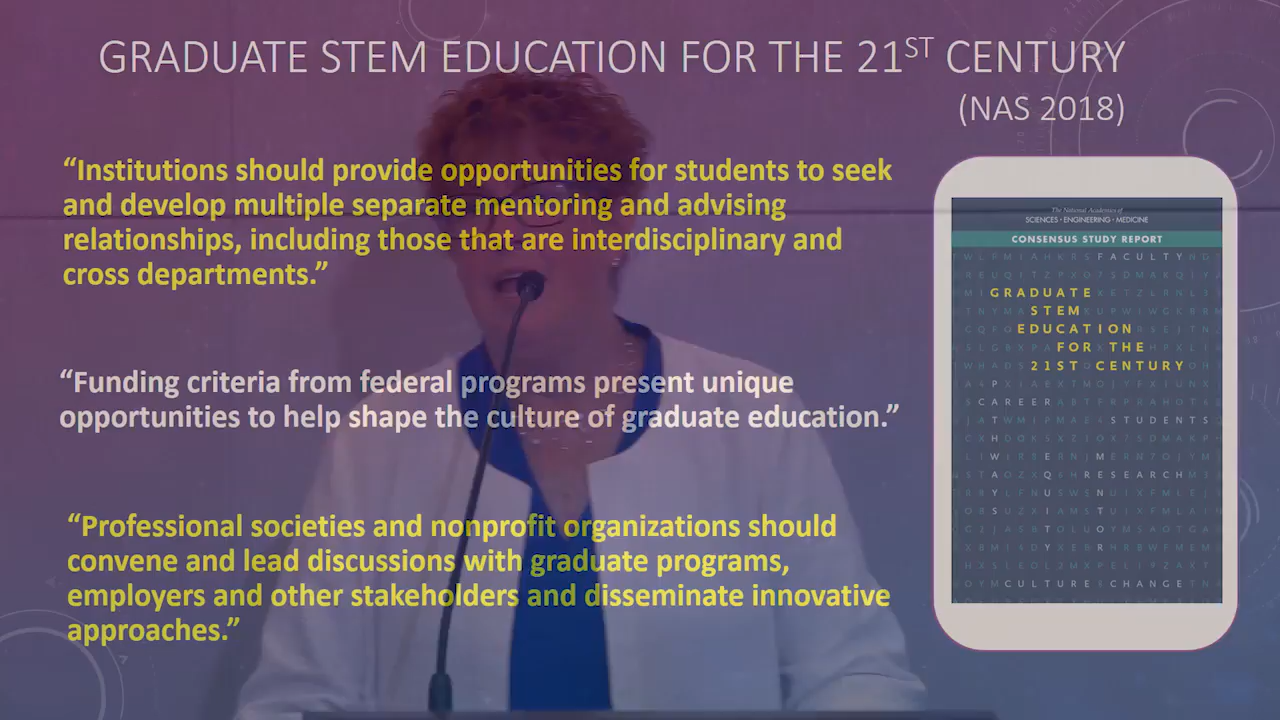 GRADUATE STEM EDUCATION FOR THE 21ST CENTURY
(NAS 2018)
“Institutions should provide opportunities for students to seek
and develop multiple separate mentoring and advising
relationships, including those that are interdisciplinary and
cross departments.”
“Funding criteria from federal programs present unique
opportunities to help shape the culture of graduate education.”
“Professional societies and nonprofit organizations should
convene and lead discussions with graduate programs,
employers and other stakeholders and disseminate innovative
approaches.”
The National Academies of
SCIENCES • ENGINEERING • MEDICINE
CONSENSUS STUDY REPORT
FACULTY
GRADUATE
STEM
EDUCATION
FOR THE
21ST CENTURY
CAREER
STUDENTS
PATHWAYS
EQUITY
MENTOR
RESEARCH
CULTURE CHANGE